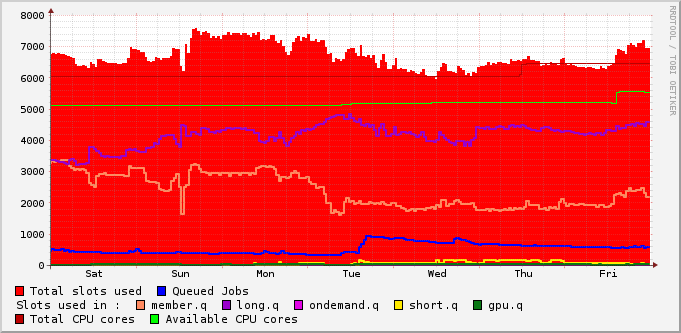 8000
7000
6000
5000
4000
3000
2000
1000
0
Sat Sun Mon Tue Wed Thu Fri
RRDTOOL / TOBI OETIKER
Total slots used Queued Jobs
Slots used in : member.q long.q ondemand.q short.q gpu.q
Total CPU cores Available CPU cores